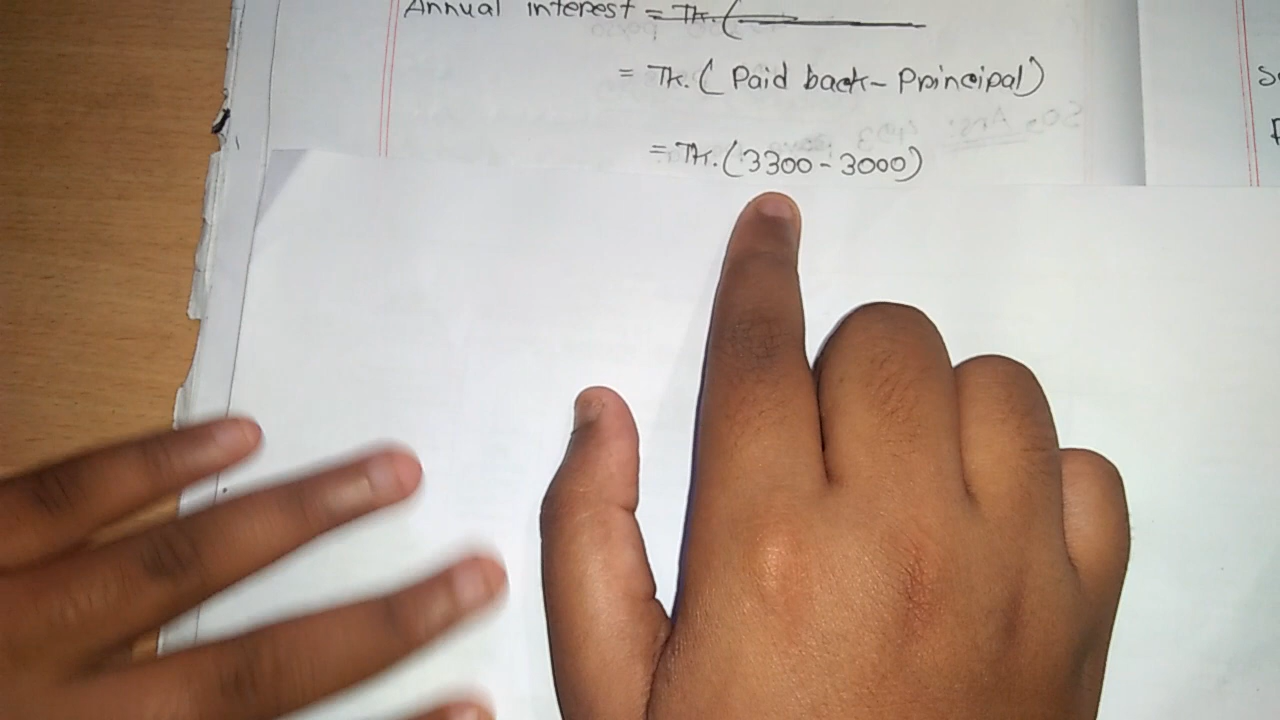 Annual interest = Tk. (
= Tk. ( Paid back - Principal)
= Tk. (3300 - 3000)